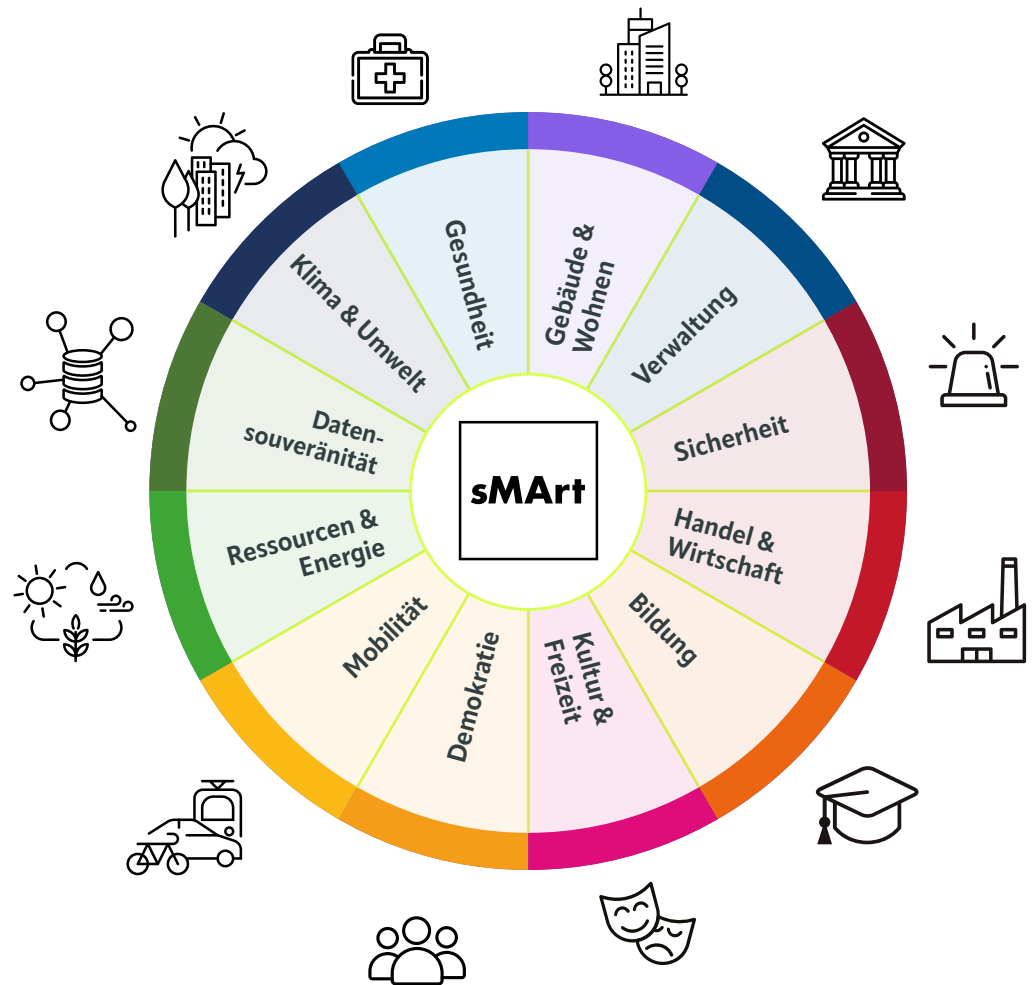 Gesundheit
Gebäude &
Wohnen
Verwaltung
Sicherheit
Handel &
Wirtschaft
Bildung
Kultur &
Freizeit
Demokratie
Mobilität
Ressourcen &
Energie
Daten-
souveränität
Klima & Umwelt
sMArt